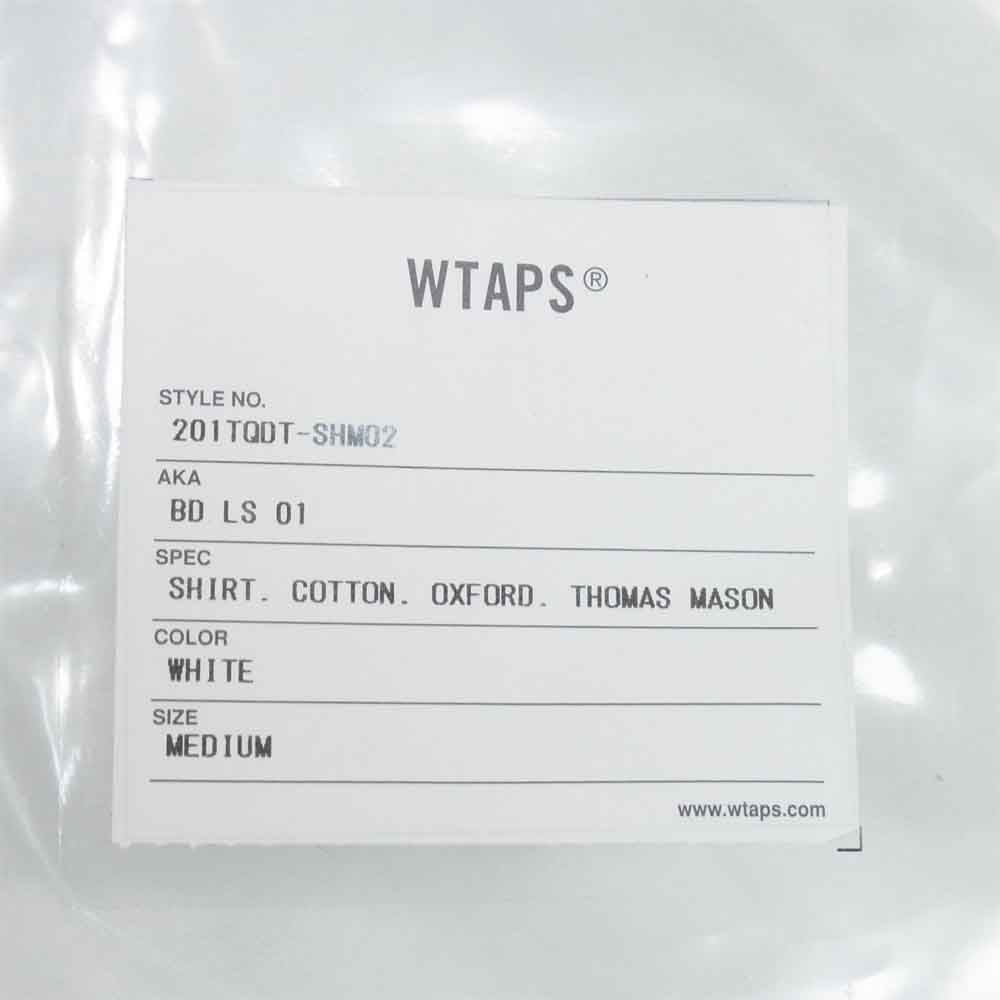 WTAPS®
STYLE NO.
201TQDT-SHM02
AKA
BD LS 01
SPEC
SHIRT. COTTON. OXFORD. THOMAS MASON
COLOR
WHITE
SIZE
MEDIUM
www.wtaps.com